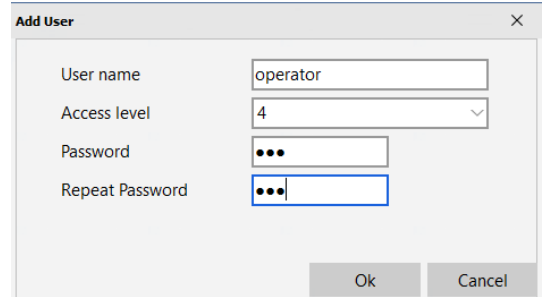 Add User
User name operator
Access level 4
Password •••
Repeat Password •••
Ok Cancel